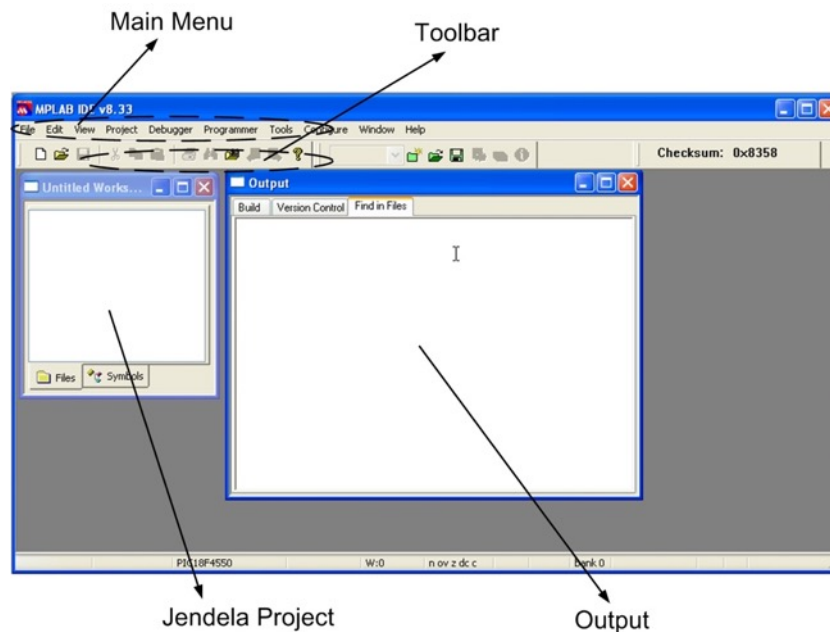 Main Menu
Toolbar
MPLAB IDE v8.33
File Edit View Project Debugger Programmer Tools Configure Window Help
Checksum: 0x8358
Untitled Works...
Output
Build Version Control Find in Files
Files Symbols
PIC18F4550 W:0 n ov z dc c bank 0
Jendela Project
Output